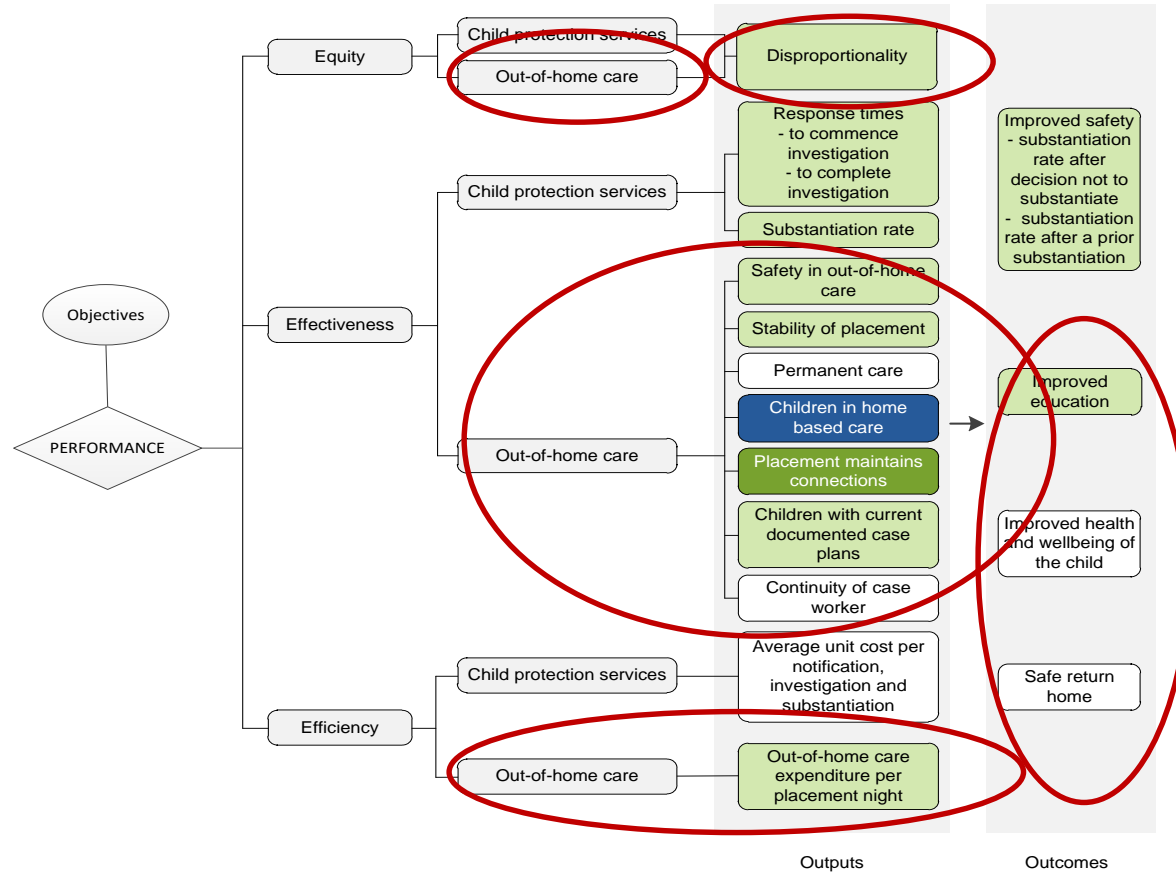 Objectives
PERFORMANCE
Equity
Child protection services
Out-of-home care
Disproportionality
Effectiveness
Child protection services
Response times
- to commence
investigation
- to complete
investigation
Substantiation rate
Out-of-home care
Safety in out-of-home
care
Stability of placement
Permanent care
Children in home
based care
Placement maintains
connections
Children with current
documented case
plans
Continuity of case
worker
Efficiency
Child protection services
Average unit cost per
notification,
investigation and
substantiation
Out-of-home care
Out-of-home care
expenditure per
placement night
Improved safety
- substantiation
rate after
decision not to
substantiate
- substantiation
rate after a prior
substantiation
Improved
education
Improved health
and wellbeing of
the child
Safe return
home
Outputs
Outcomes